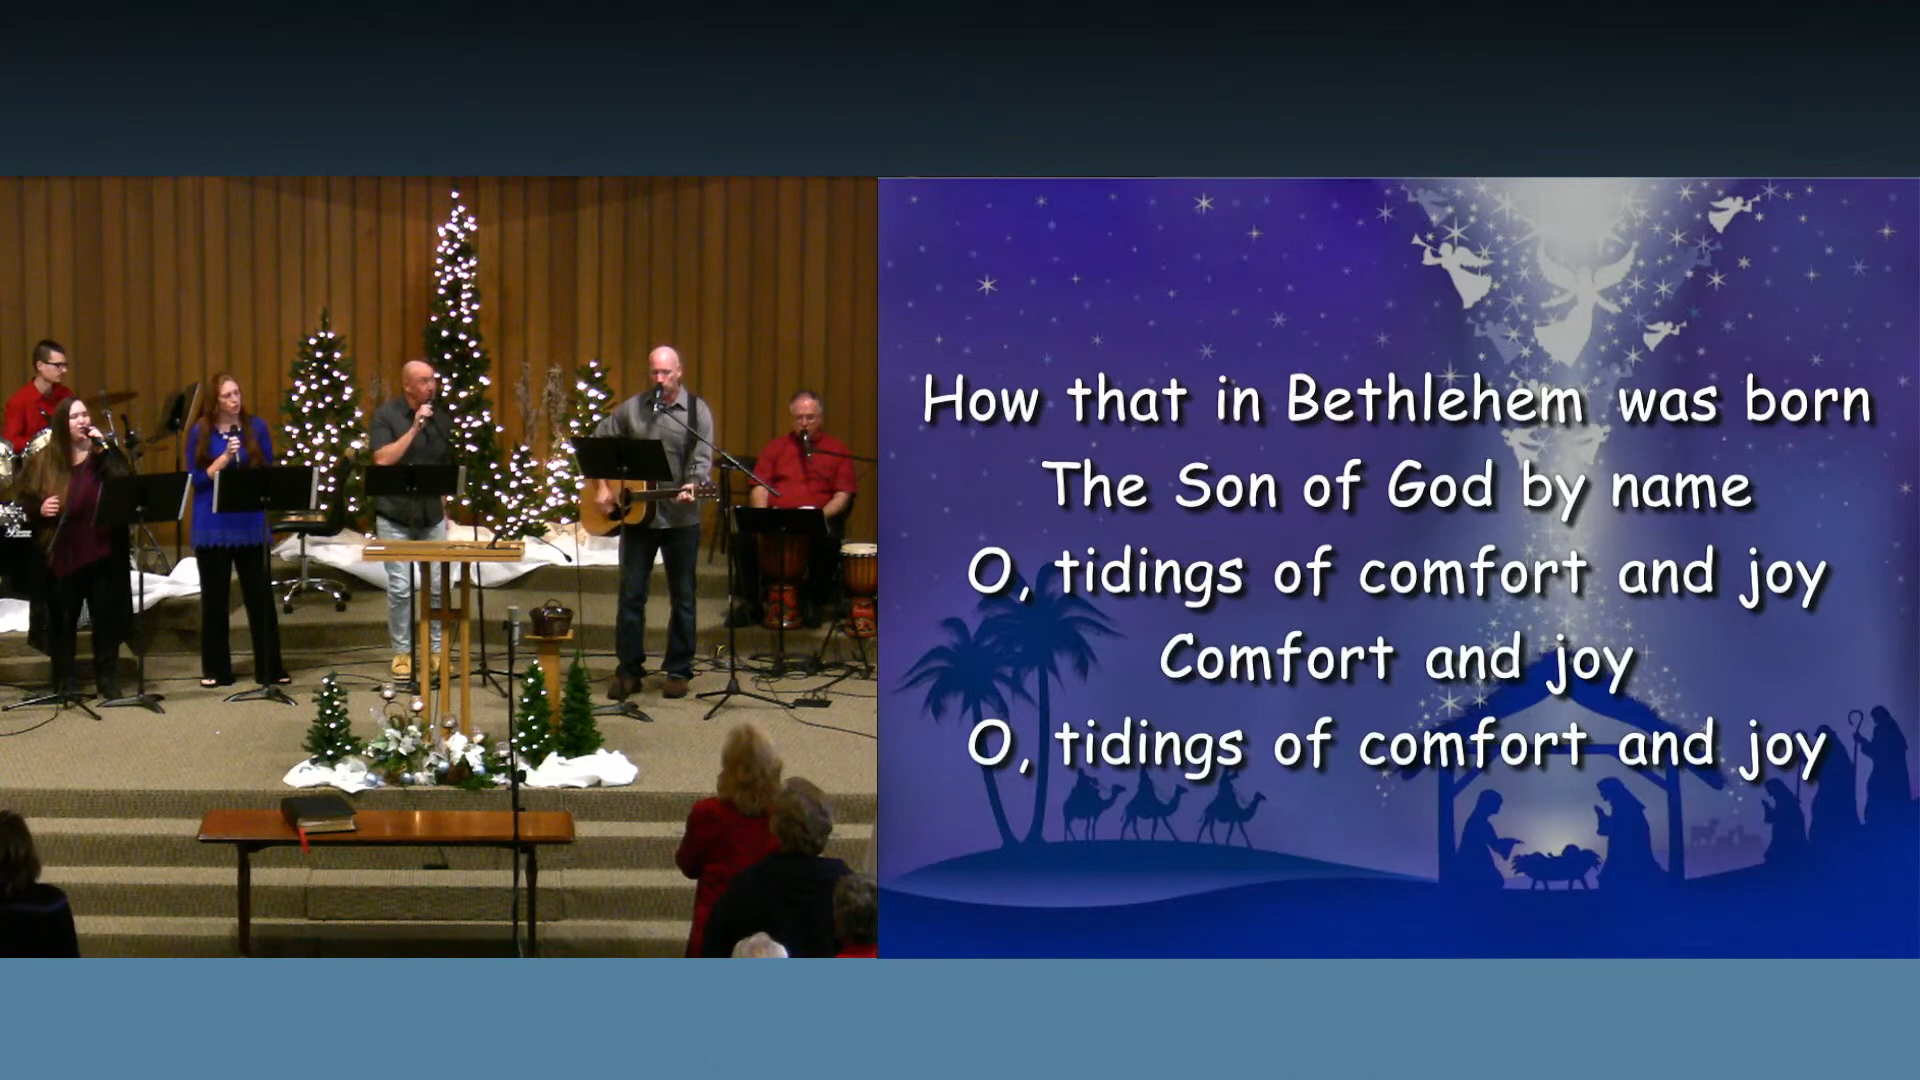 How that in Bethlehem was born
The Son of God by name
O, tidings of comfort and joy
Comfort and joy
O, tidings of comfort and joy